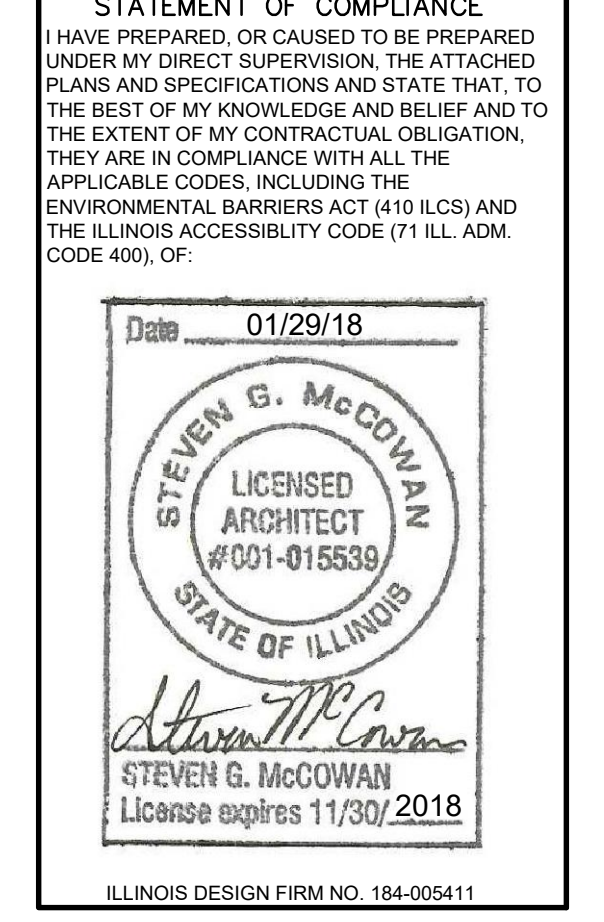 STATEMENT OF COMPLIANCE
I HAVE PREPARED, OR CAUSED TO BE PREPARED
UNDER MY DIRECT SUPERVISION, THE ATTACHED
PLANS AND SPECIFICATIONS AND STATE THAT, TO
THE BEST OF MY KNOWLEDGE AND BELIEF AND TO
THE EXTENT OF MY CONTRACTUAL OBLIGATION,
THEY ARE IN COMPLIANCE WITH ALL THE
APPLICABLE CODES, INCLUDING THE
ENVIRONMENTAL BARRIERS ACT (410 ILCS) AND
THE ILLINOIS ACCESSIBLITY CODE (71 ILL. ADM.
CODE 400), OF:
Date 01/29/18
STEVEN G. McCOWAN
LICENSED
ARCHITECT
#001-015539
STATE OF ILLINOIS
Steven McCowan
STEVEN G. McCOWAN
License expires 11/30/2018
ILLINOIS DESIGN FIRM NO. 184-005411